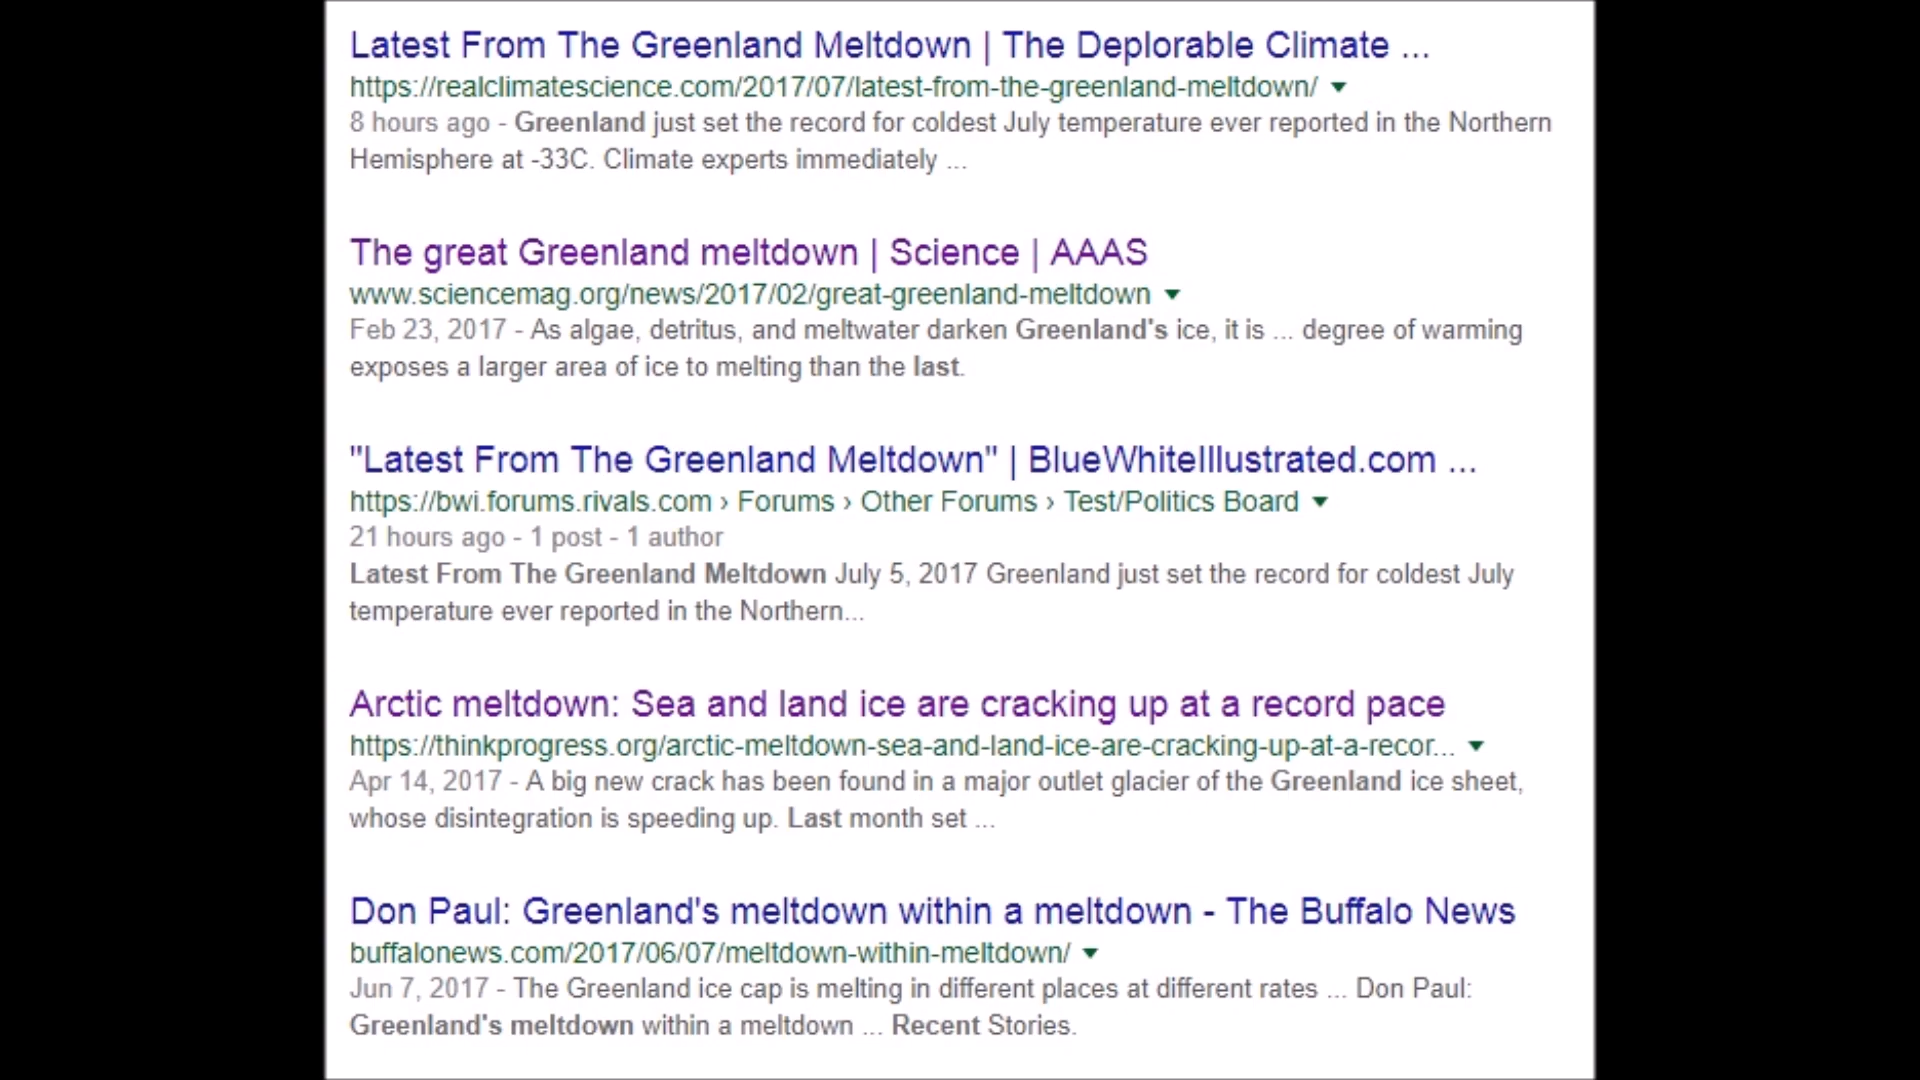 Latest From The Greenland Meltdown | The Deplorable Climate ...
https://realclimatescience.com/2017/07/latest-from-the-greenland-meltdown/
8 hours ago - Greenland just set the record for coldest July temperature ever reported in the Northern
Hemisphere at -33C. Climate experts immediately ...
The great Greenland meltdown | Science | AAAS
www.sciencemag.org/news/2017/02/great-greenland-meltdown
Feb 23, 2017 - As algae, detritus, and meltwater darken Greenland's ice, it is ... degree of warming
exposes a larger area of ice to melting than the last.
"Latest From The Greenland Meltdown" | BlueWhiteIllustrated.com ...
https://bwi.forums.rivals.com › Forums › Other Forums › Test/Politics Board
21 hours ago - 1 post - 1 author
Latest From The Greenland Meltdown July 5, 2017 Greenland just set the record for coldest July
temperature ever reported in the Northern...
Arctic meltdown: Sea and land ice are cracking up at a record pace
https://thinkprogress.org/arctic-meltdown-sea-and-land-ice-are-cracking-up-at-a-recor...
Apr 14, 2017 - A big new crack has been found in a major outlet glacier of the Greenland ice sheet,
whose disintegration is speeding up. Last month set ...
Don Paul: Greenland's meltdown within a meltdown - The Buffalo News
buffalonews.com/2017/06/07/meltdown-within-meltdown/
Jun 7, 2017 - The Greenland ice cap is melting in different places at different rates ... Don Paul:
Greenland's meltdown within a meltdown ... Recent Stories.